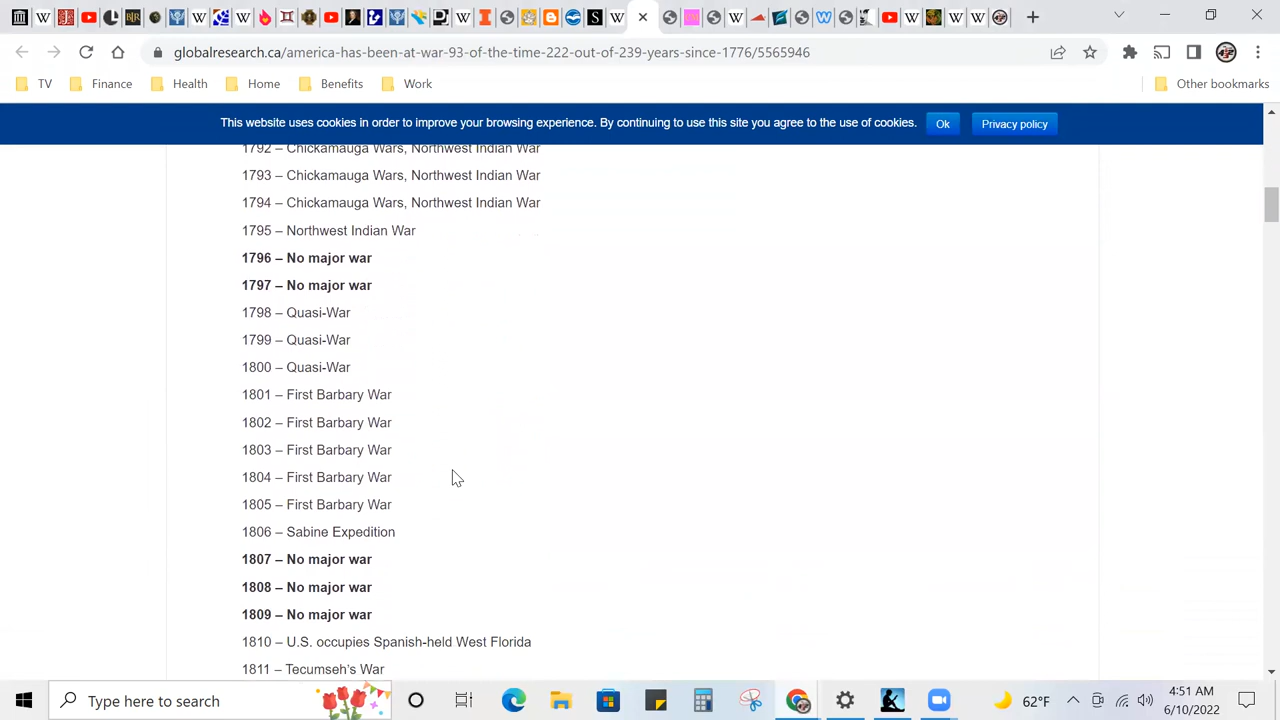 globalresearch.ca/america-has-been-at-war-93-of-the-time-222-out-of-239-years-since-1776/5565946
TV Finance Health Home Benefits Work Other bookmarks
This website uses cookies in order to improve your browsing experience. By continuing to use this site you agree to the use of cookies. Ok Privacy policy
1792 – Chickamauga Wars, Northwest Indian War
1793 – Chickamauga Wars, Northwest Indian War
1794 – Chickamauga Wars, Northwest Indian War
1795 – Northwest Indian War
1796 – No major war
1797 – No major war
1798 – Quasi-War
1799 – Quasi-War
1800 – Quasi-War
1801 – First Barbary War
1802 – First Barbary War
1803 – First Barbary War
1804 – First Barbary War
1805 – First Barbary War
1806 – Sabine Expedition
1807 – No major war
1808 – No major war
1809 – No major war
1810 – U.S. occupies Spanish-held West Florida
1811 – Tecumseh's War
Type here to search 62°F 4:51 AM
6/10/2022